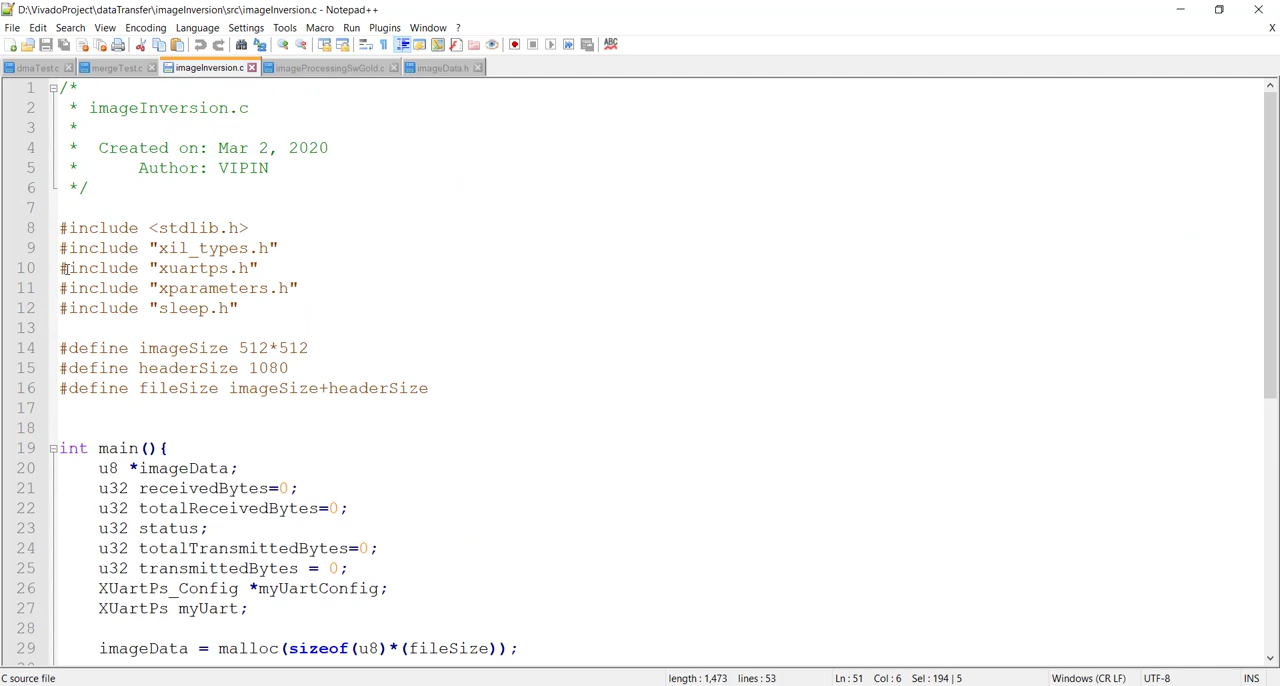 D:\VivadoProject\dataTransfer\imageInversion\src\imageInversion.c - Notepad++
File Edit Search View Encoding Language Settings Tools Macro Run Plugins Window ? X
dmaTest.c mergeTest.c imageInversion.c imageProcessingSwGold.c imageData.h
1 /*
2 * imageInversion.c
3 *
4 * Created on: Mar 2, 2020
5 * Author: VIPIN
6 */
7
8 #include <stdlib.h>
9 #include "xil_types.h"
10 #include "xuartps.h"
11 #include "xparameters.h"
12 #include "sleep.h"
13
14 #define imageSize 512*512
15 #define headerSize 1080
16 #define fileSize imageSize+headerSize
17
18
19 int main(){
20 u8 *imageData;
21 u32 receivedBytes=0;
22 u32 totalReceivedBytes=0;
23 u32 status;
24 u32 totalTransmittedBytes=0;
25 u32 transmittedBytes = 0;
26 XUartPs_Config *myUartConfig;
27 XUartPs myUart;
28
29 imageData = malloc(sizeof(u8)*(fileSize));
C source file length : 1,473 lines : 53 Ln : 51 Col : 6 Sel : 194 | 5 Windows (CR LF) UTF-8 INS